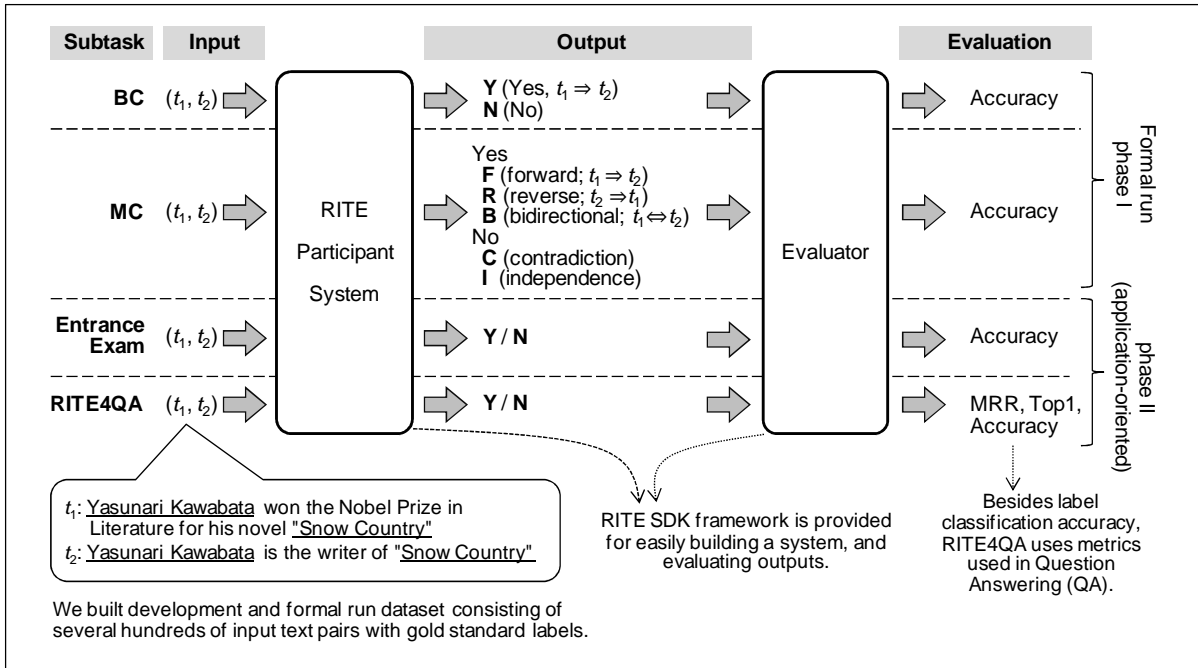 Subtask Input Output Evaluation
BC (t1, t2) Y (Yes, t1 ⇒ t2) Accuracy
N (No)
Yes
F (forward; t1 ⇒ t2)
R (reverse; t2 ⇒ t1)
MC (t1, t2) B (bidirectional; t1 ⇔ t2) Accuracy
No
C (contradiction)
I (independence)
RITE
Participant
System
Evaluator
Formal run
phase I
Entrance
Exam (t1, t2) Y / N Accuracy
RITE4QA (t1, t2) Y / N MRR, Top1,
Accuracy
phase II
(application-oriented)
t1: Yasunari Kawabata won the Nobel Prize in
Literature for his novel "Snow Country"
t2: Yasunari Kawabata is the writer of "Snow Country"
We built development and formal run dataset consisting of
several hundreds of input text pairs with gold standard labels.
RITE SDK framework is provided
for easily building a system, and
evaluating outputs.
Besides label
classification accuracy,
RITE4QA uses metrics
used in Question
Answering (QA).